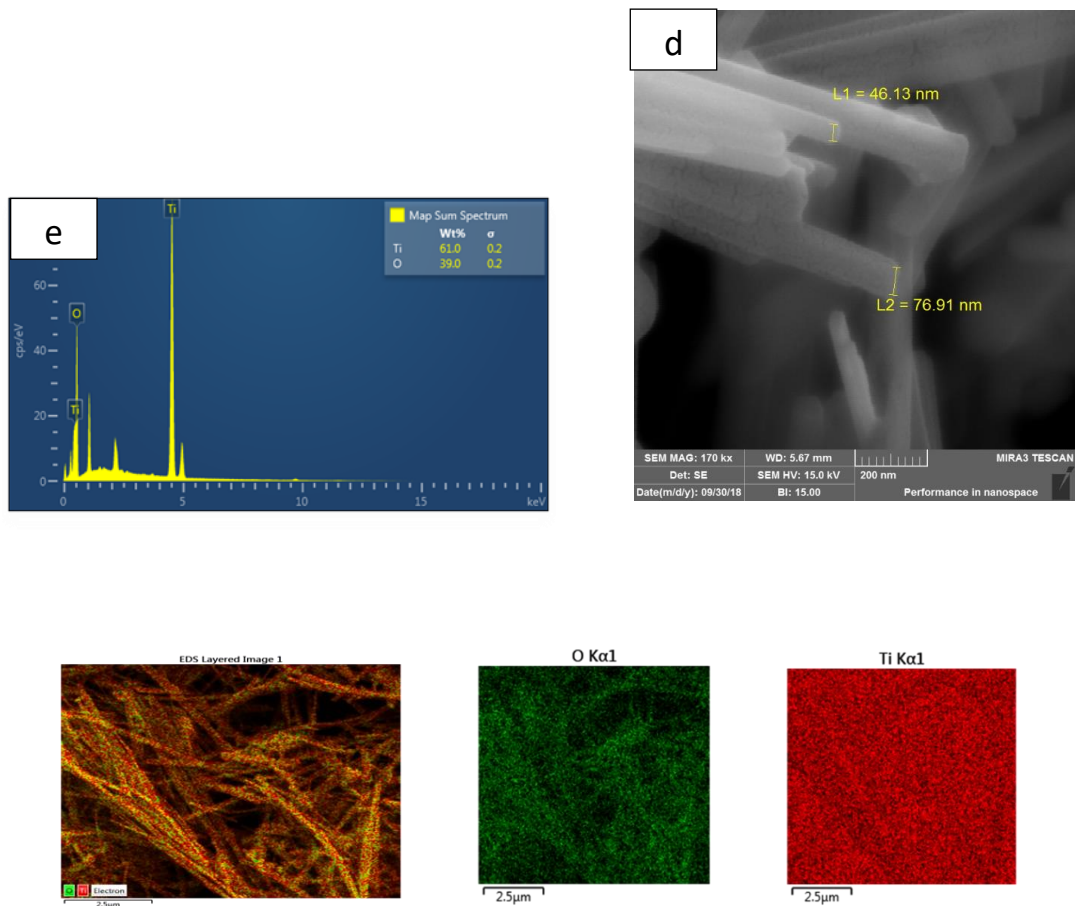 e
Ti
O
Ti
Map Sum Spectrum
Wt% σ
Ti 61.0 0.2
O 39.0 0.2
cps/eV
60
40
20
0
0 5 10 15 keV
d
L1 = 46.13 nm
L2 = 76.91 nm
SEM MAG: 170 kx WD: 5.67 mm MIRA3 TESCAN
Det: SE SEM HV: 15.0 kV 200 nm
Date(m/d/y): 09/30/18 BI: 15.00 Performance in nanospace
EDS Layered Image 1
O Ti Electron
2.5µm
O Kα1
2.5µm
Ti Kα1
2.5µm